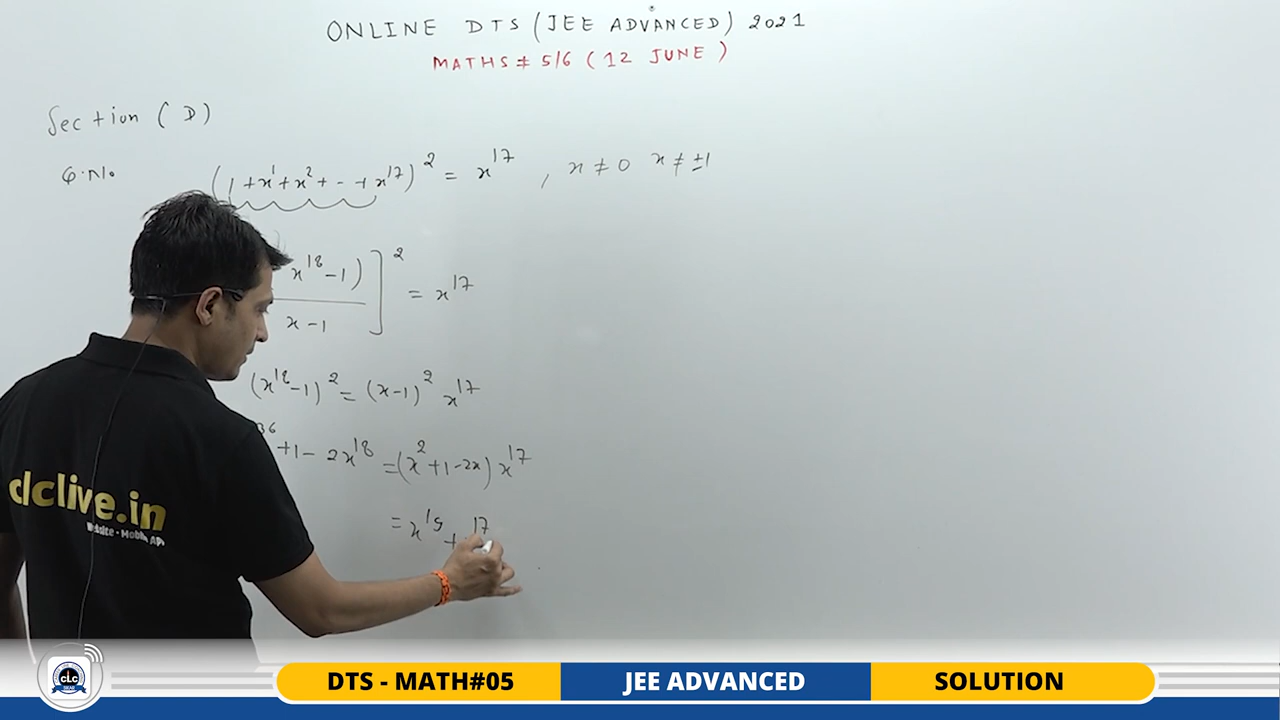 ONLINE DTS (JEE ADVANCED) 2021
MATHS # 5/6 (12 JUNE)
Section (D)
Q.No.
(1+x¹+x²+--+x¹⁷)² = x¹⁷, x ≠ 0 x ≠ ±1
x¹⁸-1) ]² = x¹⁷
x-1
(x¹⁸-1)² = (x-1)² x¹⁷
36 +1-2x¹⁸ = (x²+1-2x) x¹⁷
= x¹⁹ + 17
dclive.in
CLC
DTS - MATH#05
JEE ADVANCED
SOLUTION